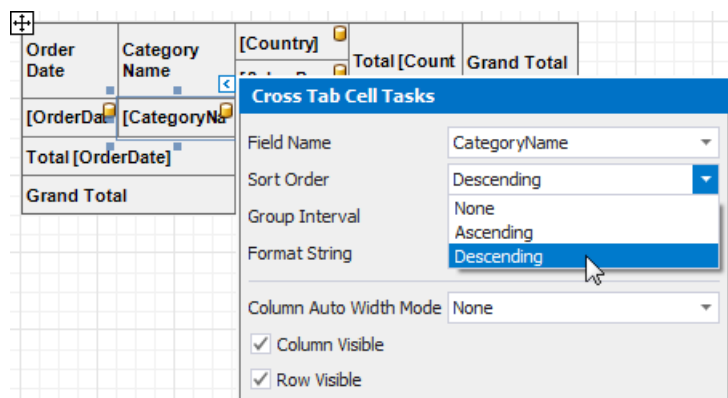 Order Date
Category Name
[Country]
Total [Count
Grand Total
[OrderDa
[CategoryNa
Total [OrderDate]
Grand Total
Cross Tab Cell Tasks
Field Name
CategoryName
Sort Order
Descending
None
Ascending
Descending
Group Interval
Format String
Column Auto Width Mode
None
Column Visible
Row Visible